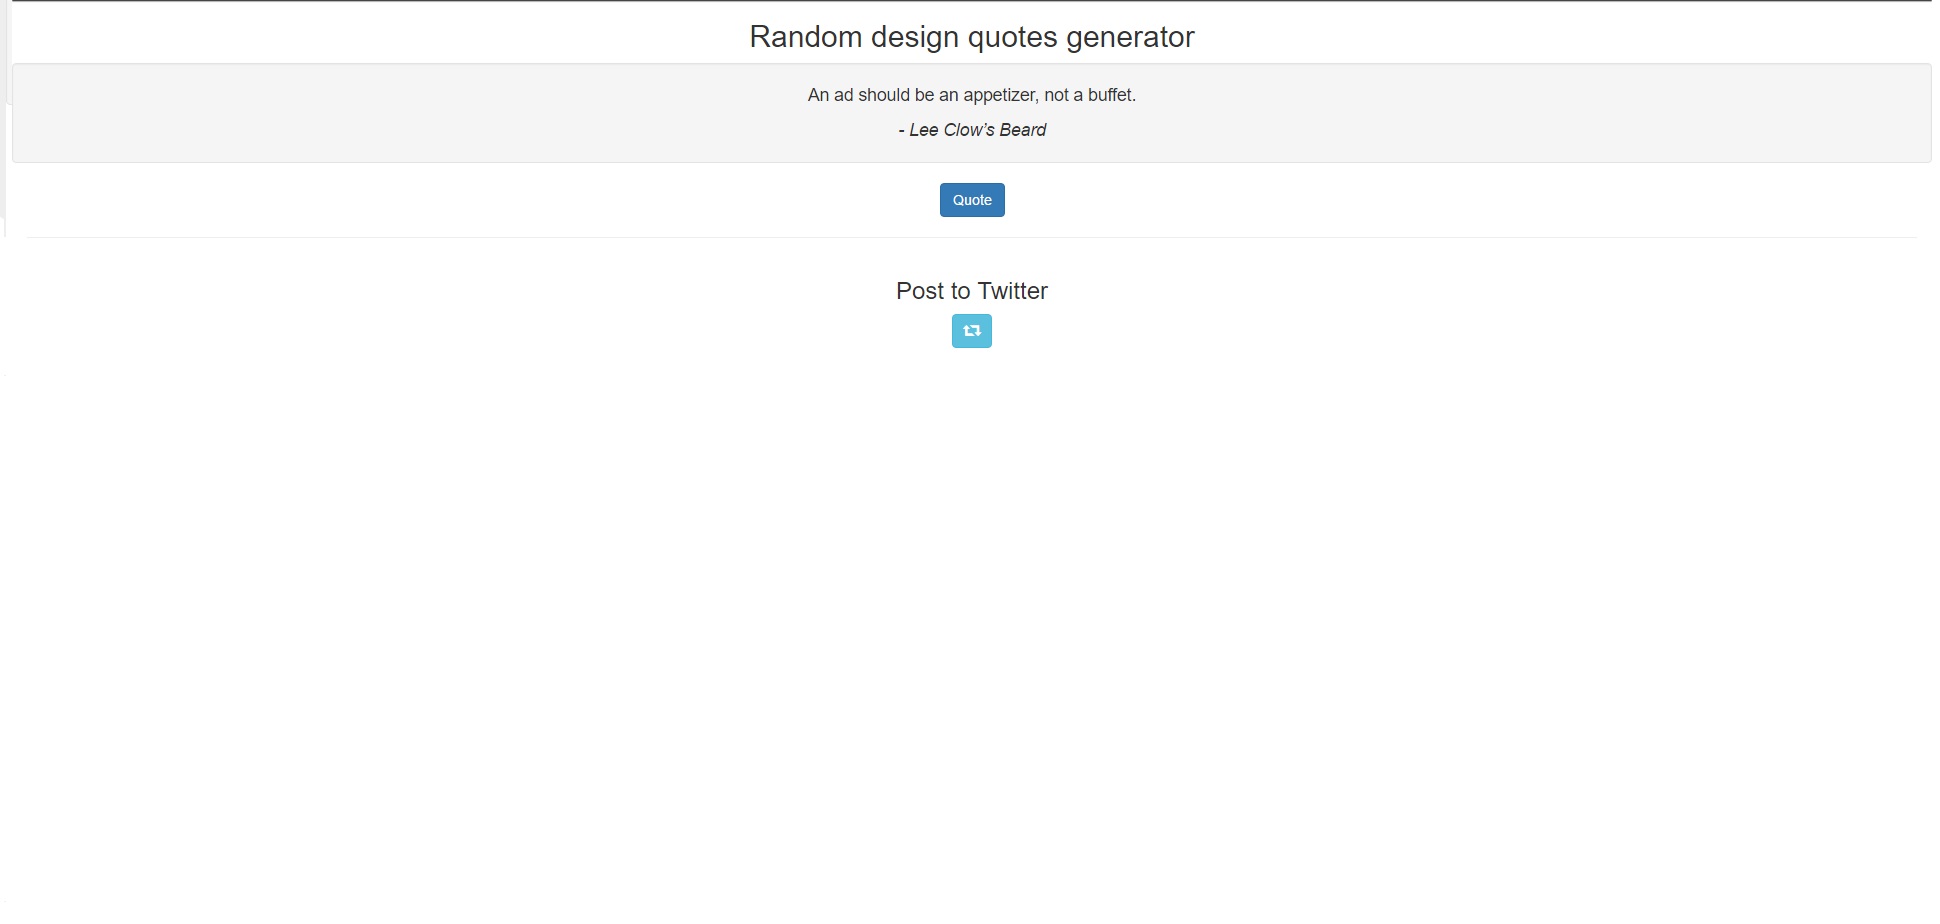 Random design quotes generator
An ad should be an appetizer, not a buffet.
- Lee Clow’s Beard
Quote
Post to Twitter